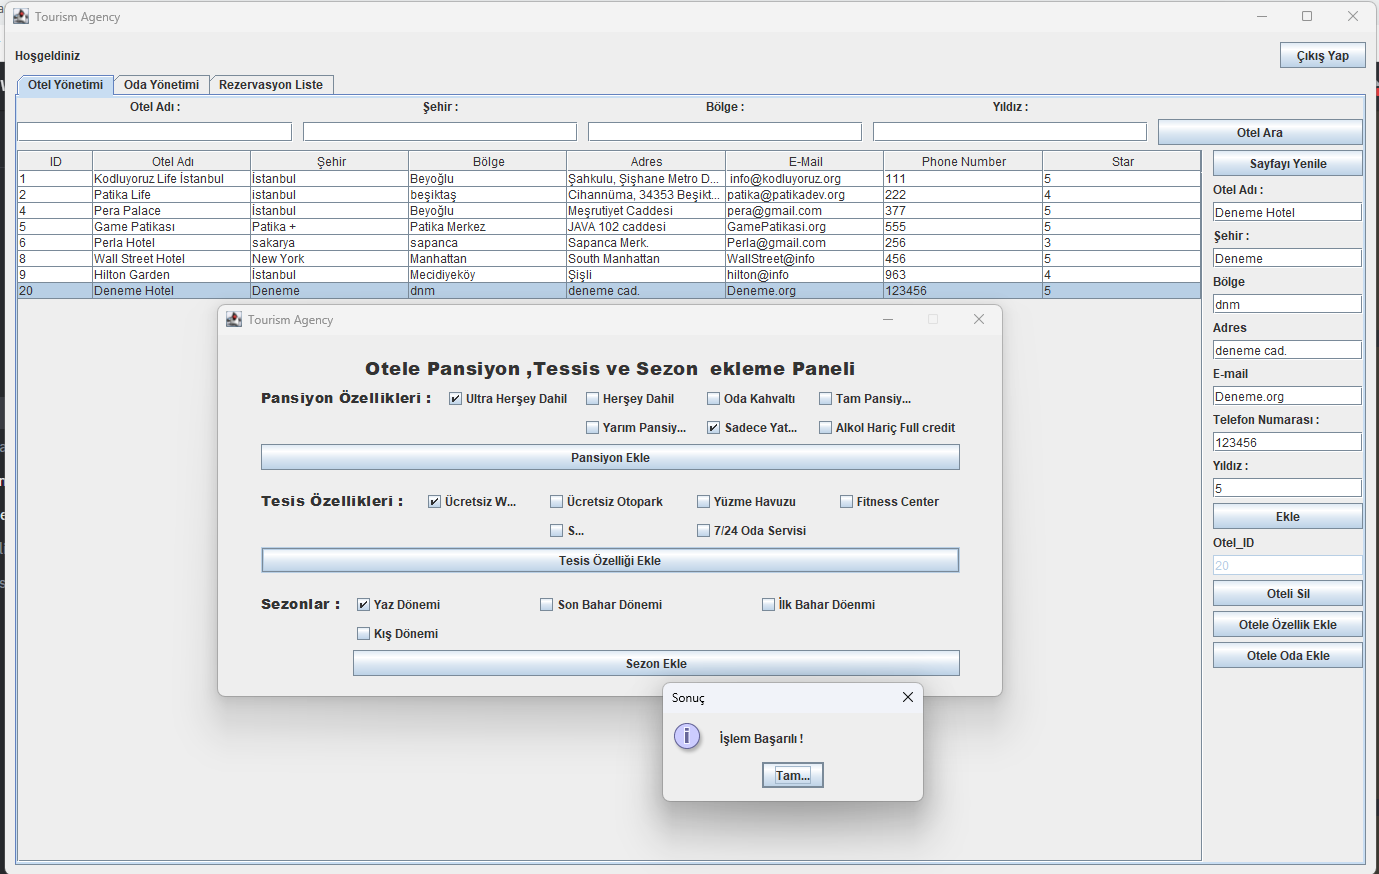 Tourism Agency
Hoşgeldiniz
Çıkış Yap
Otel Yönetimi Oda Yönetimi Rezervasyon Liste
Otel Adı : Şehir : Bölge : Yıldız :
Otel Ara
ID Otel Adı Şehir Bölge Adres E-Mail Phone Number Star
1 Kodluyoruz Life İstanbul İstanbul Beyoğlu Şahkulu, Şişhane Metro D... info@kodluyoruz.org 111 5
2 Patika Life istanbul beşiktaş Cihannüma, 34353 Beşikt... patika@patikadev.org 222 4
4 Pera Palace istanbul Beyoğlu Meşrutiyet Caddesi pera@gmail.com 377 5
5 Game Patikası Patika + Patika Merkez JAVA 102 caddesi GamePatikasi.org 555 5
6 Perla Hotel sakarya sapanca Sapanca Merk. Perla@gmail.com 256 3
8 Wall Street Hotel New York Manhattan South Manhattan WallStreet@info 456 5
9 Hilton Garden İstanbul Mecidiyeköy Şişli hilton@info 963 4
20 Deneme Hotel Deneme dnm deneme cad. Deneme.org 123456 5
Sayfayı Yenile
Otel Adı :
Deneme Hotel
Şehir :
Deneme
Bölge
dnm
Adres
deneme cad.
E-mail
Deneme.org
Telefon Numarası :
123456
Yıldız :
5
Ekle
Otel_ID
20
Oteli Sil
Otele Özellik Ekle
Otele Oda Ekle
Tourism Agency
Otele Pansiyon ,Tessis ve Sezon ekleme Paneli
Pansiyon Özellikleri : Ultra Herşey Dahil Herşey Dahil Oda Kahvaltı Tam Pansiy...
Yarım Pansiy... Sadece Yat... Alkol Hariç Full credit
Pansiyon Ekle
Tesis Özellikleri : Ücretsiz W... Ücretsiz Otopark Yüzme Havuzu Fitness Center
S... 7/24 Oda Servisi
Tesis Özelliği Ekle
Sezonlar : Yaz Dönemi Son Bahar Dönemi İlk Bahar Döenmi
Kış Dönemi
Sezon Ekle
Sonuç
İşlem Başarılı !
Tam...